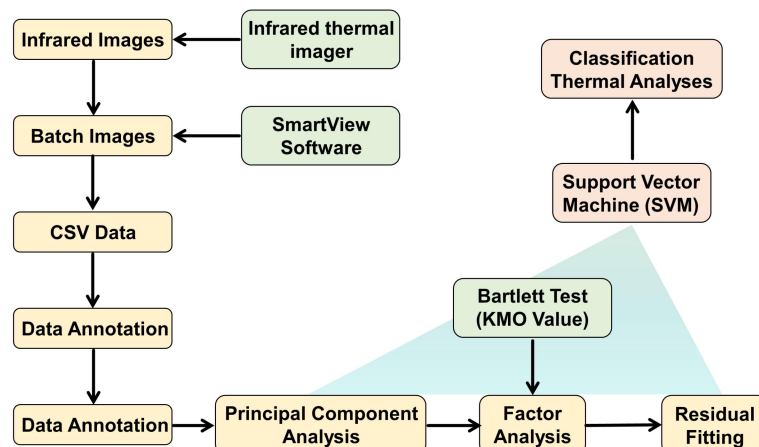 Infrared Images
Infrared thermal
imager
Batch Images
SmartView
Software
CSV Data
Data Annotation
Data Annotation
Principal Component
Analysis
Bartlett Test
(KMO Value)
Factor
Analysis
Residual
Fitting
Support Vector
Machine (SVM)
Classification
Thermal Analyses